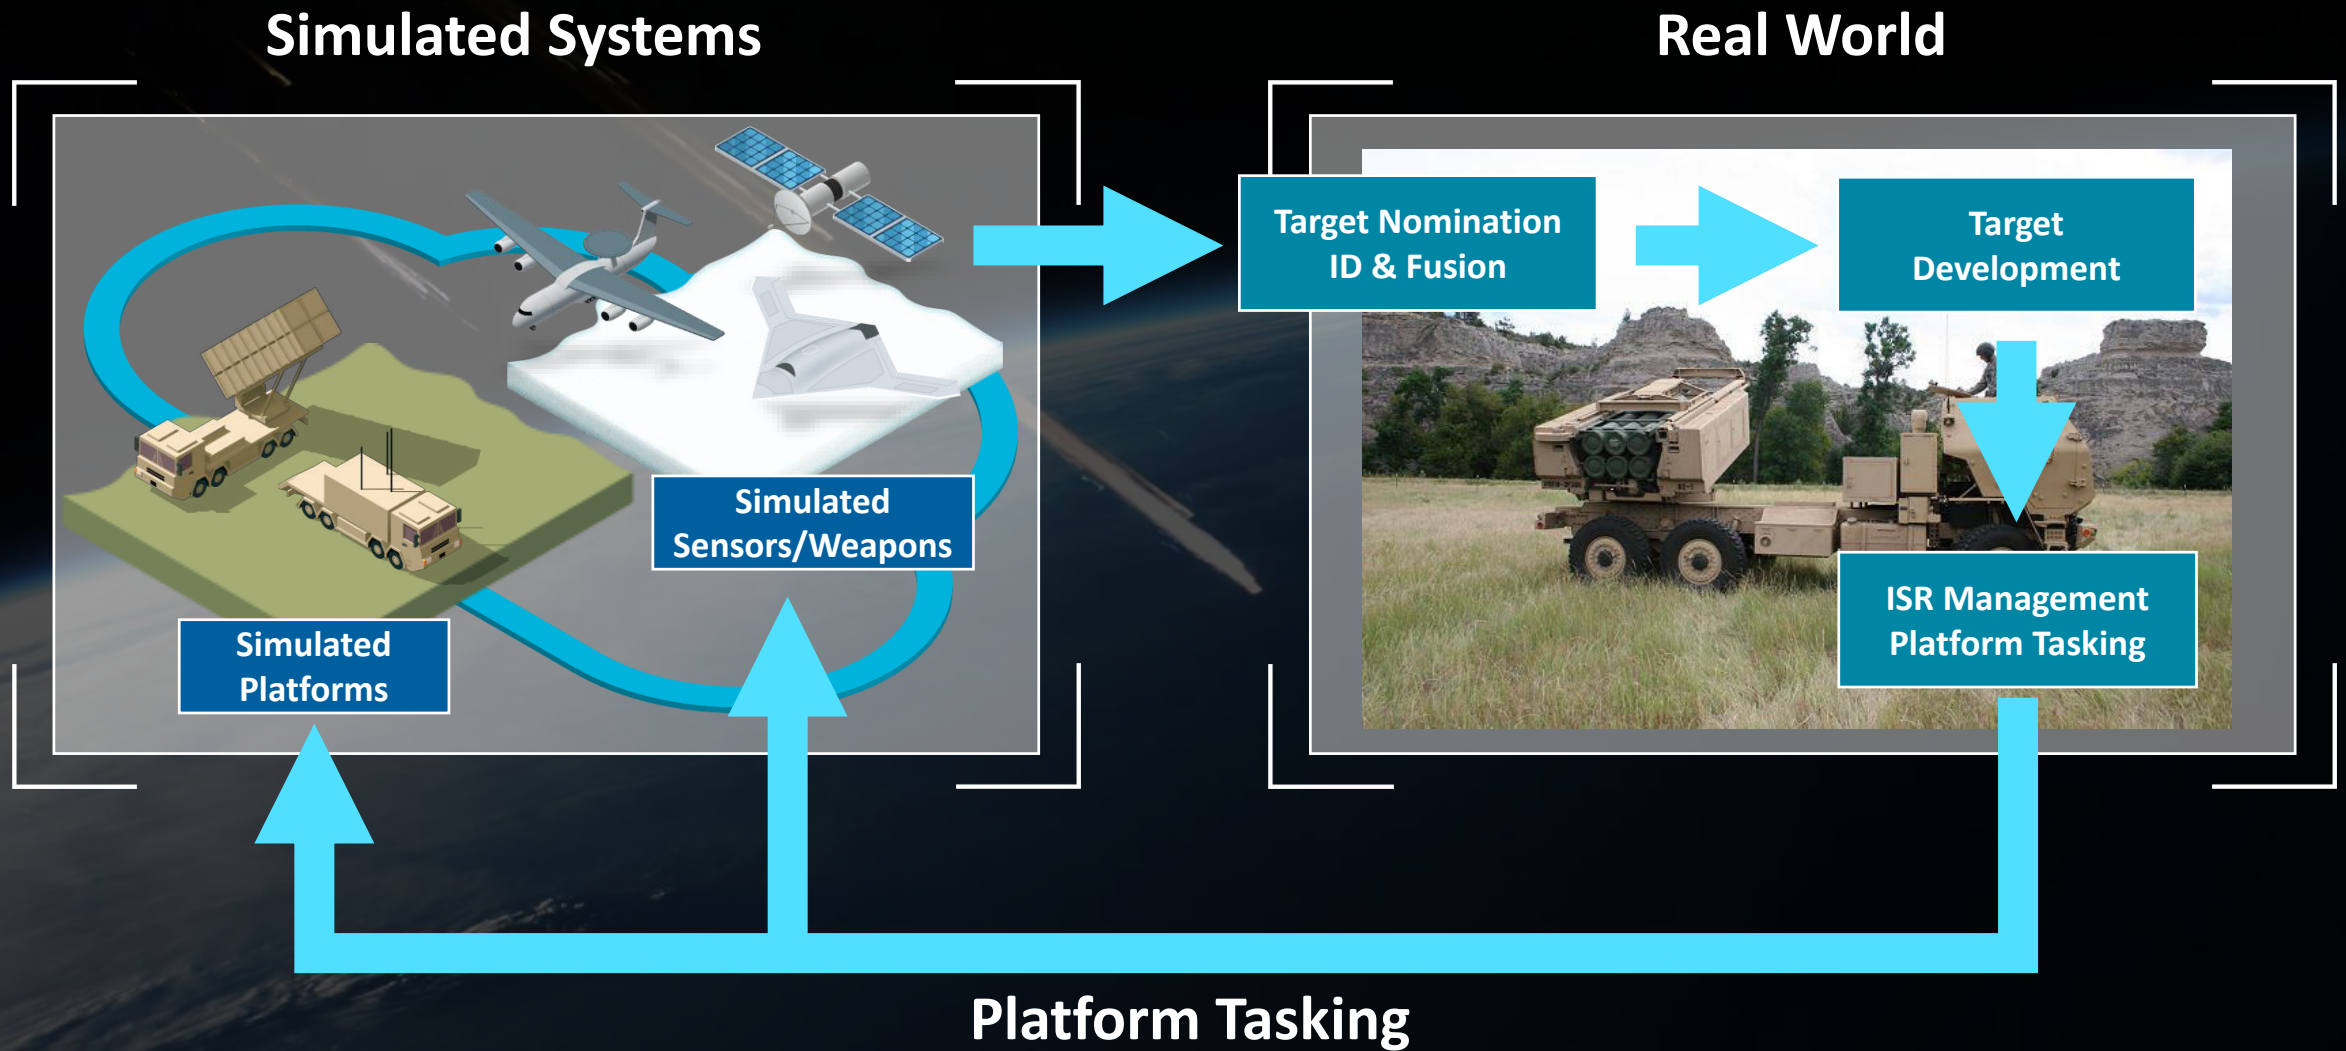 Simulated Systems
Real World
Target Nomination
ID & Fusion
Target
Development
Simulated
Sensors/Weapons
ISR Management
Platform Tasking
Simulated
Platforms
Platform Tasking